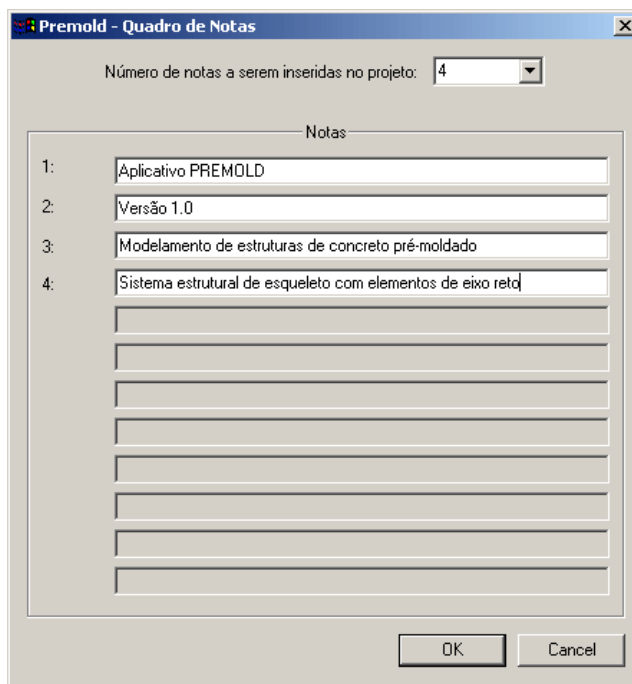 Premold - Quadro de Notas
Número de notas a serem inseridas no projeto: 4
Notas
1: Aplicativo PREMOLD
2: Versão 1.0
3: Modelamento de estruturas de concreto pré-moldado
4: Sistema estrutural de esqueleto com elementos de eixo reto
OK Cancel